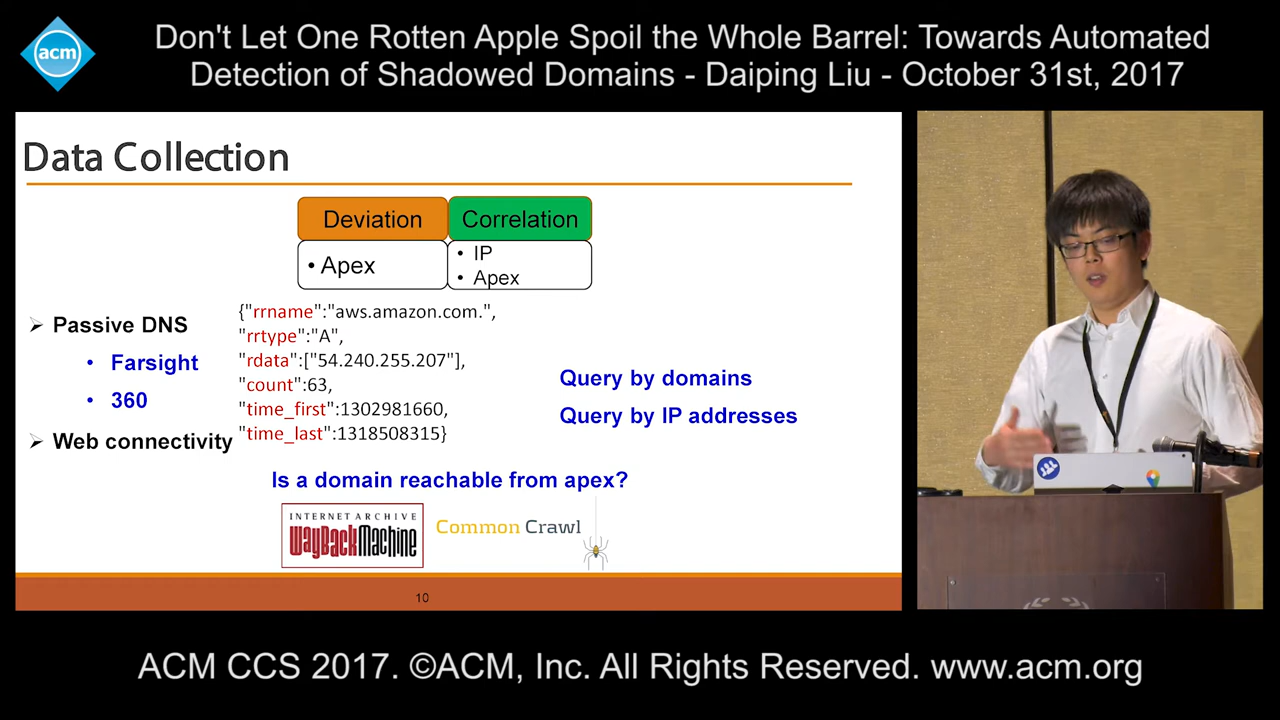 acm
Don't Let One Rotten Apple Spoil the Whole Barrel: Towards Automated
Detection of Shadowed Domains - Daiping Liu - October 31st, 2017
Data Collection
Deviation
Correlation
• Apex
• IP
• Apex
➢ Passive DNS
• Farsight
• 360
➢ Web connectivity
{"rrname":"aws.amazon.com.",
"rrtype":"A",
"rdata":["54.240.255.207"],
"count":63,
"time_first":1302981660,
"time_last":1318508315}
Query by domains
Query by IP addresses
Is a domain reachable from apex?
INTERNET ARCHIVE
WayBackMachine
Common Crawl
10
ACM CCS 2017. ©ACM, Inc. All Rights Reserved. www.acm.org